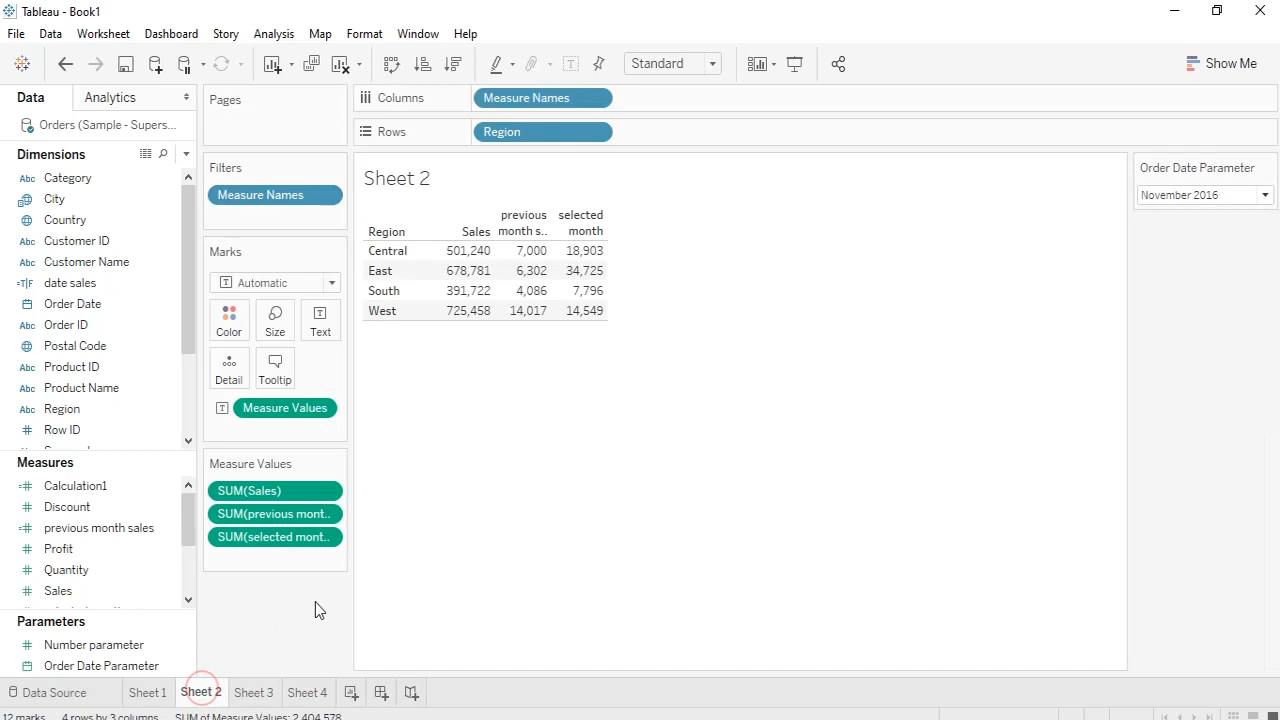 Tableau - Book1
File Data Worksheet Dashboard Story Analysis Map Format Window Help
Standard
Show Me
Data Analytics
Orders (Sample - Supers...
Dimensions
Category
City
Country
Customer ID
Customer Name
date sales
Order Date
Order ID
Postal Code
Product ID
Product Name
Region
Row ID
Measures
Calculation1
Discount
previous month sales
Profit
Quantity
Sales
Parameters
Number parameter
Order Date Parameter
Pages
Filters
Measure Names
Marks
Automatic
Color Size Text
Detail Tooltip
Measure Values
Measure Values
SUM(Sales)
SUM(previous mont..
SUM(selected mont..
Columns Measure Names
Rows Region
Sheet 2
previous selected
Region Sales month s.. month
Central 501,240 7,000 18,903
East 678,781 6,302 34,725
South 391,722 4,086 7,796
West 725,458 14,017 14,549
Order Date Parameter
November 2016
Data Source Sheet 1 Sheet 2 Sheet 3 Sheet 4
12 marks 4 rows by 3 columns SUM of Measure Values: 2,404,578